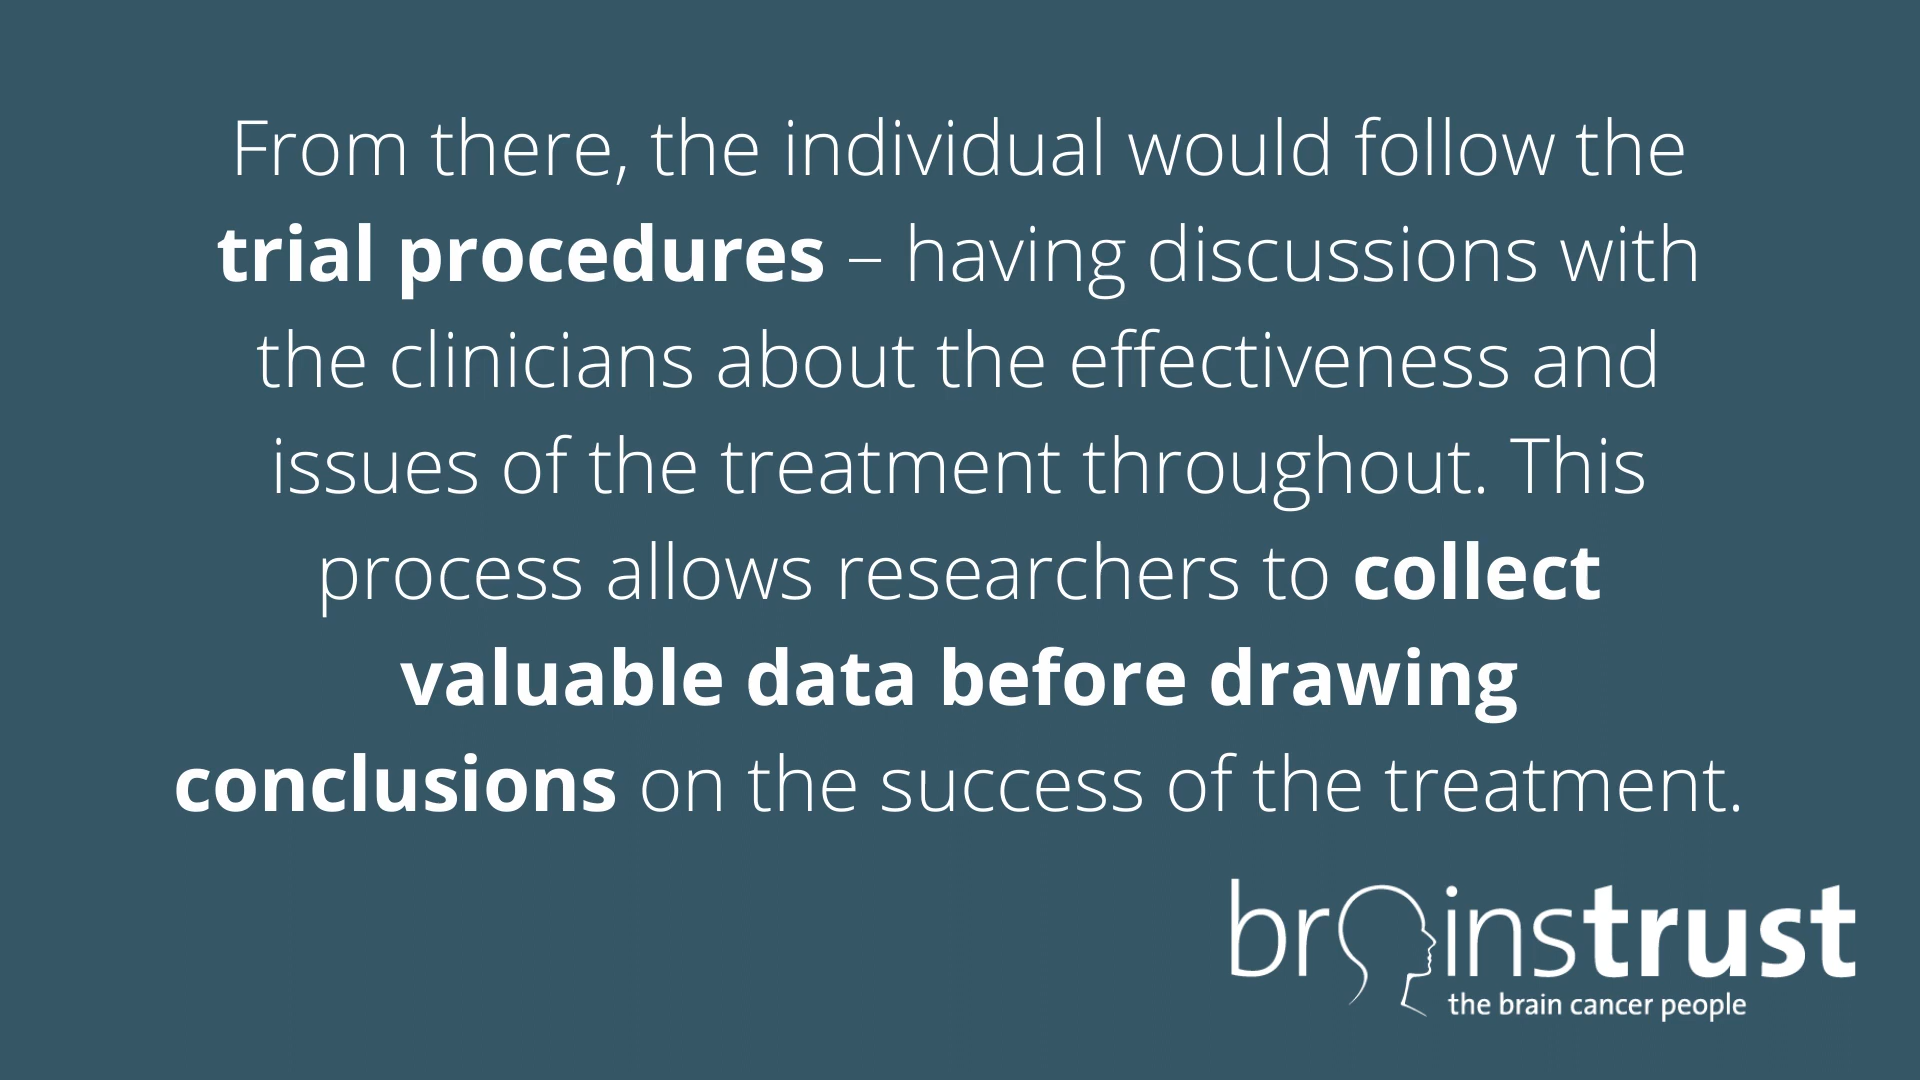 From there, the individual would follow the
trial procedures – having discussions with
the clinicians about the effectiveness and
issues of the treatment throughout. This
process allows researchers to collect
valuable data before drawing
conclusions on the success of the treatment.
brainstrust
the brain cancer people